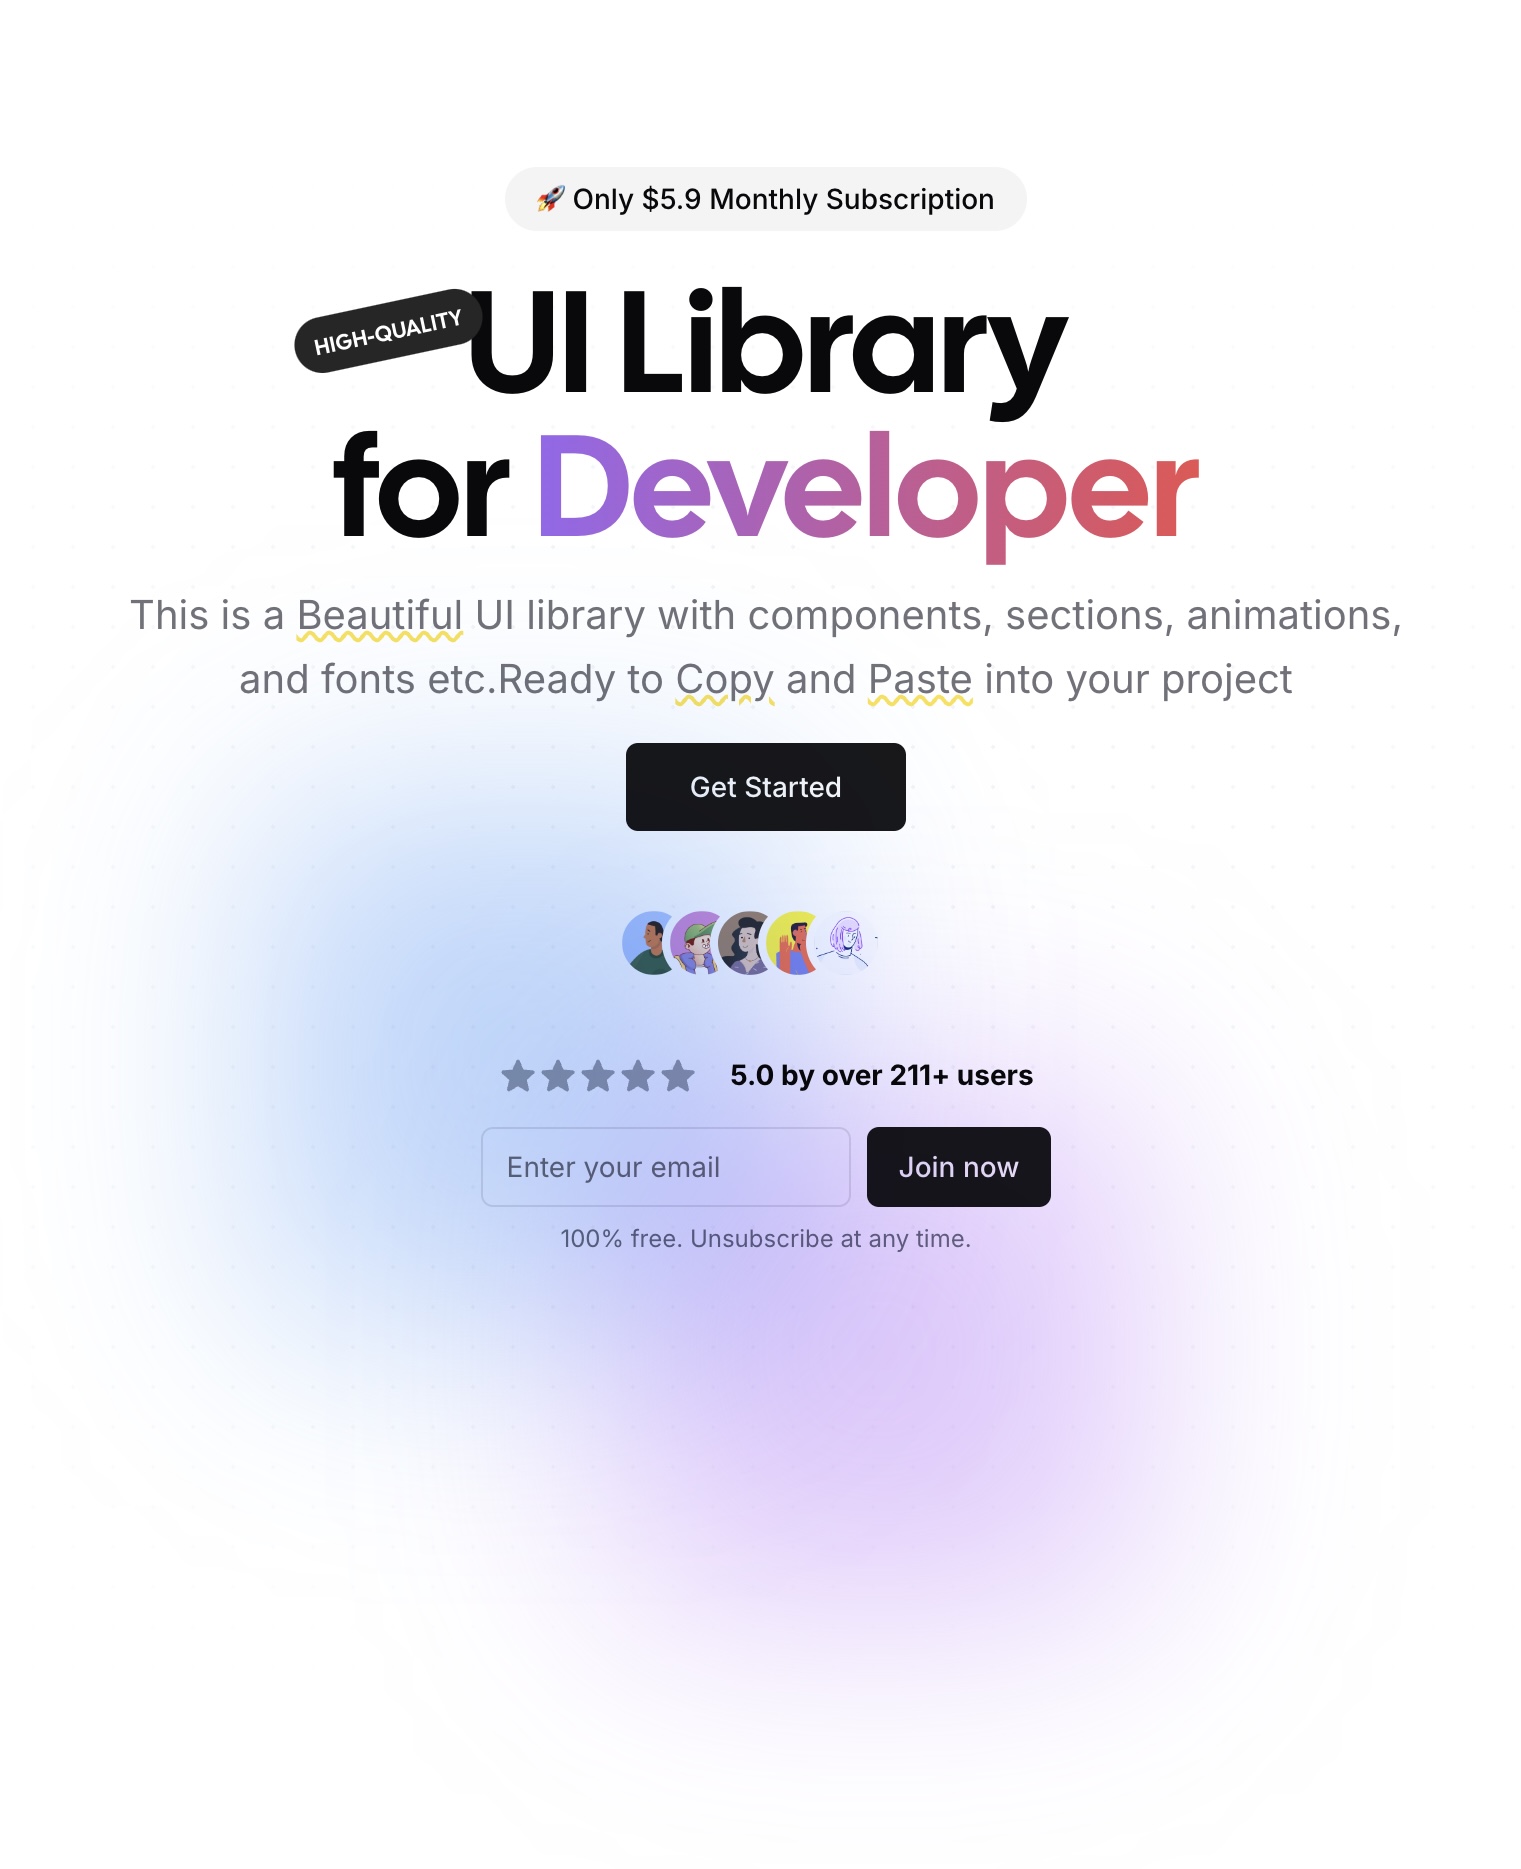 🚀 Only $5.9 Monthly Subscription
HIGH-QUALITY
UI Library
for Developer
This is a Beautiful UI library with components, sections, animations,
and fonts etc.Ready to Copy and Paste into your project
Get Started
5.0 by over 211+ users
Enter your email
Join now
100% free. Unsubscribe at any time.